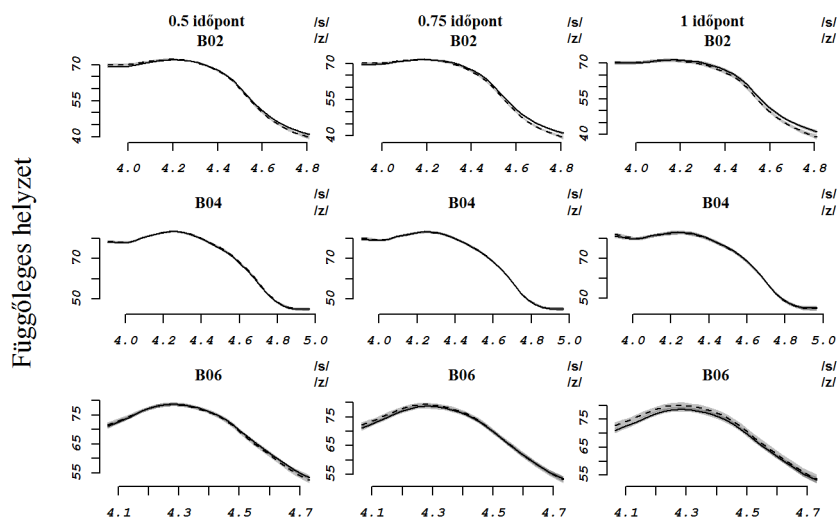 0.5 időpont /s/ 0.75 időpont /s/ 1 időpont /s/
B02 /z/ B02 /z/ B02 /z/
70 70 70
55 55 55
40 40 40
4.0 4.2 4.4 4.6 4.8 4.0 4.2 4.4 4.6 4.8 4.0 4.2 4.4 4.6 4.8
/s/ /s/ /s/
B04 /z/ B04 /z/ B04 /z/
Függőleges helyzet
70 70 70
50 50 50
4.0 4.2 4.4 4.6 4.8 5.0 4.0 4.2 4.4 4.6 4.8 5.0 4.0 4.2 4.4 4.6 4.8 5.0
/s/ /s/ /s/
B06 /z/ B06 /z/ B06 /z/
75 75 75
65 65 65
55 55 55
4.1 4.3 4.5 4.7 4.1 4.3 4.5 4.7 4.1 4.3 4.5 4.7